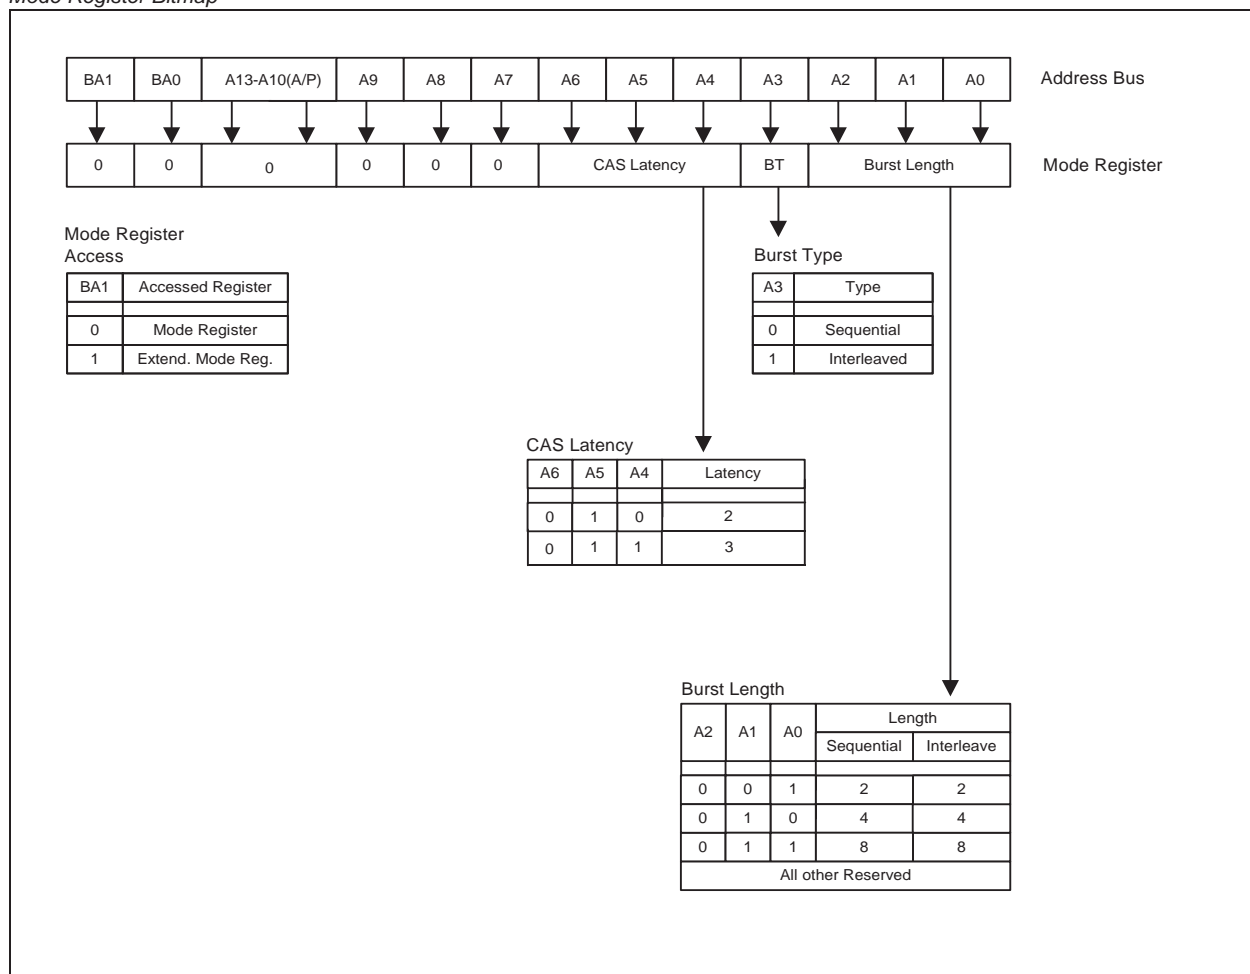 Mode Register Bitmap
BA1 BA0 A13-A10(A/P) A9 A8 A7 A6 A5 A4 A3 A2 A1 A0 Address Bus
0 0 0 0 0 0 CAS Latency BT Burst Length Mode Register
Mode Register
Access
BA1 Accessed Register
0 Mode Register
1 Extend. Mode Reg.
Burst Type
A3 Type
0 Sequential
1 Interleaved
CAS Latency
A6 A5 A4 Latency
0 1 0 2
0 1 1 3
Burst Length
A2 A1 A0 Length
Sequential Interleave
0 0 1 2 2
0 1 0 4 4
0 1 1 8 8
All other Reserved